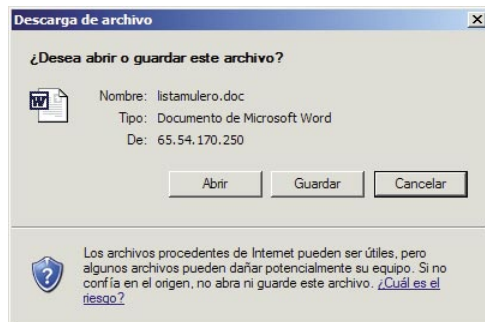 Descarga de archivo
¿Desea abrir o guardar este archivo?
Nombre: listamulero.doc
Tipo: Documento de Microsoft Word
De: 65.54.170.250
Abrir Guardar Cancelar
Los archivos procedentes de Internet pueden ser útiles, pero
algunos archivos pueden dañar potencialmente su equipo. Si no
confía en el origen, no abra ni guarde este archivo. ¿Cuál es el
riesgo?